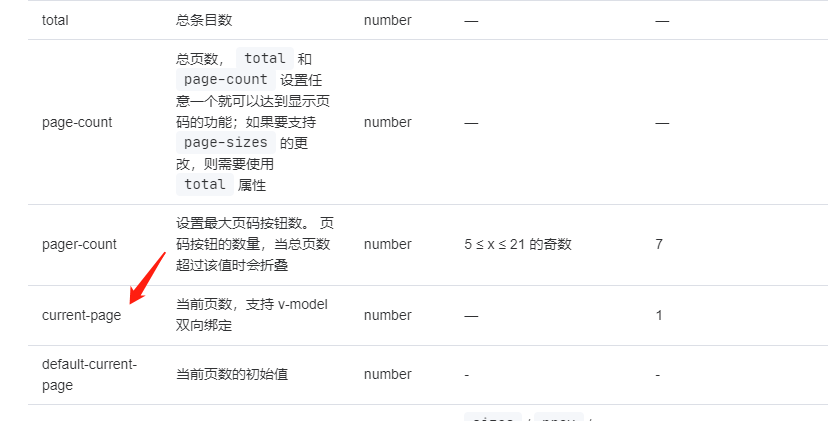 total 总条目数 number — —
总页数， total 和
page-count 设置任
意一个就可以达到显示页
page-count 码的功能；如果要支持 number — —
page-sizes 的更
改，则需要使用
total 属性
设置最大页码按钮数。 页
pager-count 码按钮的数量，当总页数 number 5 ≤ x ≤ 21 的奇数 7
超过该值时会折叠
current-page 当前页数，支持 v-model number — 1
双向绑定
default-current-
page 当前页数的初始值 number - -